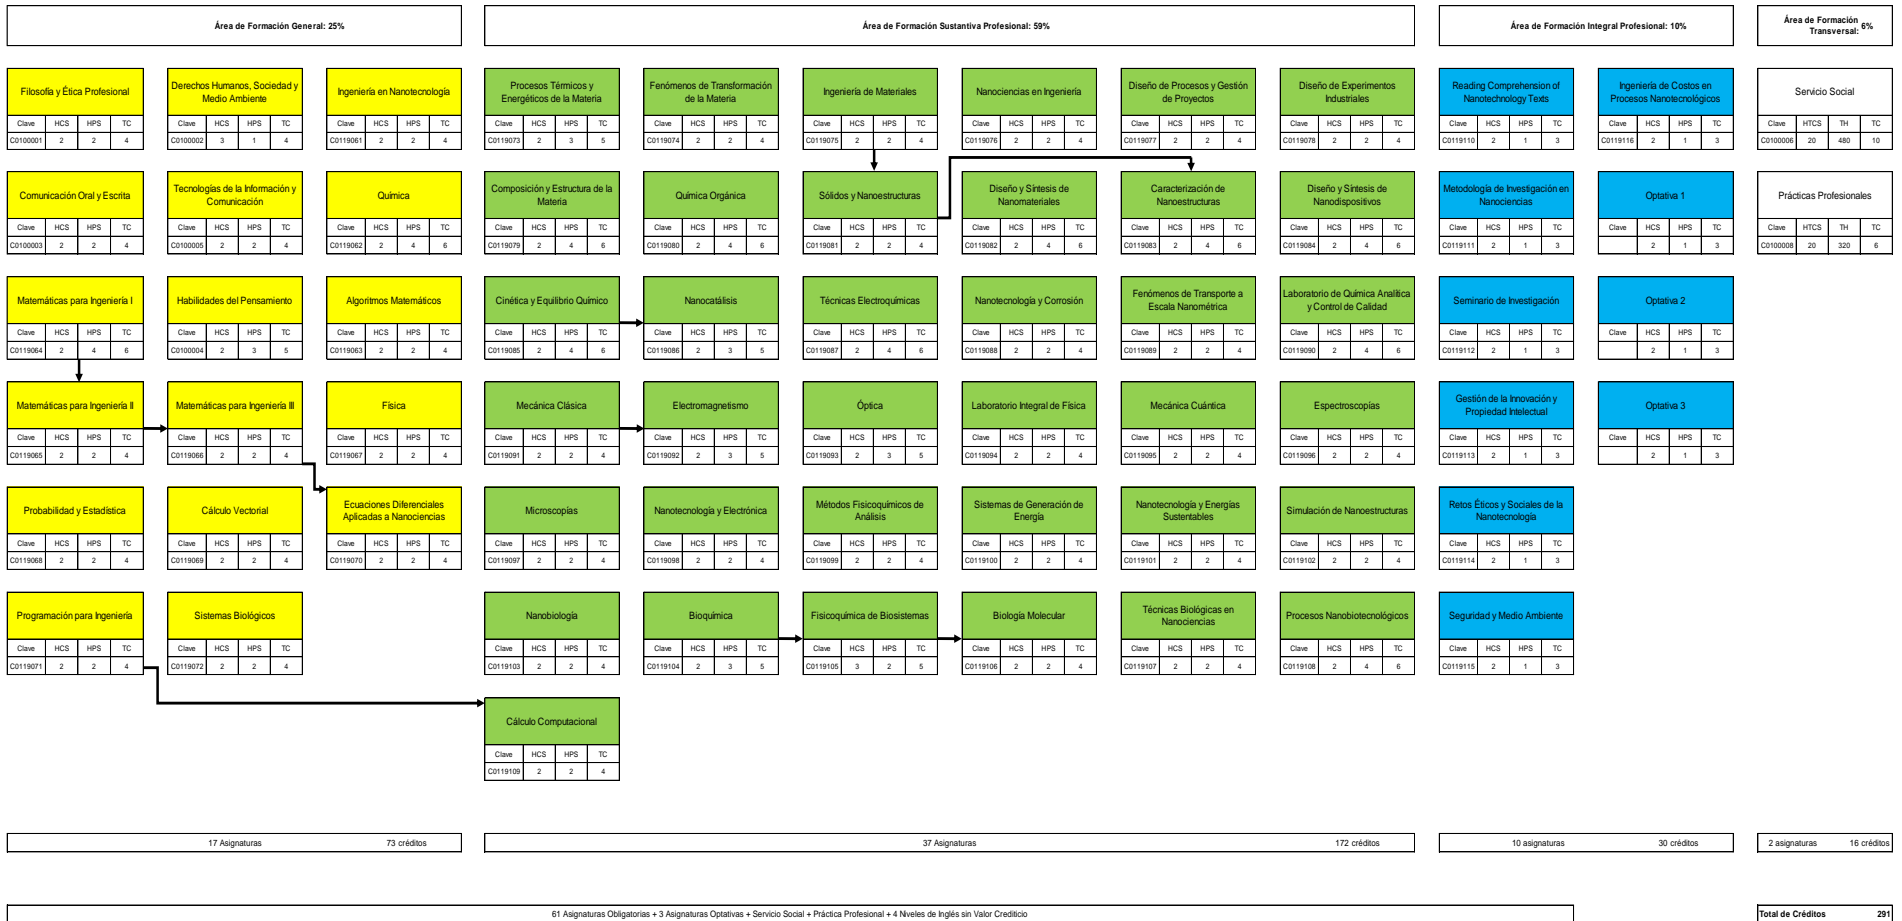 Área de Formación General: 25%
Área de Formación Sustantiva Profesional: 59%
Área de Formación Integral Profesional: 10%
Área de Formación Transversal: 6%
Filosofía y Ética Profesional
Clave HCS HPS TC
C0100001 2 2 4
Derechos Humanos, Sociedad y
Medio Ambiente
Clave HCS HPS TC
C0100002 3 1 4
Ingeniería en Nanotecnología
Clave HCS HPS TC
C0119061 2 2 4
Procesos Térmicos y
Energéticos de la Materia
Clave HCS HPS TC
C0119073 2 3 5
Fenómenos de Transformación
de la Materia
Clave HCS HPS TC
C0119074 2 2 4
Ingeniería de Materiales
Clave HCS HPS TC
C0119075 2 2 4
Nanociencias en Ingeniería
Clave HCS HPS TC
C0119076 2 2 4
Diseño de Procesos y Gestión
de Proyectos
Clave HCS HPS TC
C0119077 2 2 4
Diseño de Experimentos
Industriales
Clave HCS HPS TC
C0119078 2 2 4
Reading Comprehension of
Nanotechnology Texts
Clave HCS HPS TC
C0119110 2 1 3
Ingeniería de Costos en
Procesos Nanotecnológicos
Clave HCS HPS TC
C0119116 2 1 3
Servicio Social
Clave HTCS TH TC
C0100006 20 480 10
Comunicación Oral y Escrita
Clave HCS HPS TC
C0100003 2 2 4
Tecnologías de la Información y
Comunicación
Clave HCS HPS TC
C0100005 2 2 4
Química
Clave HCS HPS TC
C0119062 2 4 6
Composición y Estructura de la
Materia
Clave HCS HPS TC
C0119079 2 4 6
Química Orgánica
Clave HCS HPS TC
C0119080 2 4 6
Sólidos y Nanoestructuras
Clave HCS HPS TC
C0119081 2 2 4
Diseño y Síntesis de
Nanomateriales
Clave HCS HPS TC
C0119082 2 4 6
Caracterización de
Nanoestructuras
Clave HCS HPS TC
C0119083 2 4 6
Diseño y Síntesis de
Nanodispositivos
Clave HCS HPS TC
C0119084 2 4 6
Metodología de Investigación en
Nanociencias
Clave HCS HPS TC
C0119111 2 1 3
Optativa 1
Clave HCS HPS TC
2 1 3
Prácticas Profesionales
Clave HTCS TH TC
C0100008 20 320 6
Matemáticas para Ingeniería I
Clave HCS HPS TC
C0119064 2 4 6
Habilidades del Pensamiento
Clave HCS HPS TC
C0100004 2 3 5
Algoritmos Matemáticos
Clave HCS HPS TC
C0119063 2 2 4
Cinética y Equilibrio Químico
Clave HCS HPS TC
C0119085 2 4 6
Nanocatálisis
Clave HCS HPS TC
C0119086 2 3 5
Técnicas Electroquímicas
Clave HCS HPS TC
C0119087 2 4 6
Nanotecnología y Corrosión
Clave HCS HPS TC
C0119088 2 2 4
Fenómenos de Transporte a
Escala Nanométrica
Clave HCS HPS TC
C0119089 2 2 4
Laboratorio de Química Analítica
y Control de Calidad
Clave HCS HPS TC
C0119090 2 4 6
Seminario de Investigación
Clave HCS HPS TC
C0119112 2 1 3
Optativa 2
Clave HCS HPS TC
2 1 3
Matemáticas para Ingeniería II
Clave HCS HPS TC
C0119065 2 2 4
Matemáticas para Ingeniería III
Clave HCS HPS TC
C0119066 2 2 4
Física
Clave HCS HPS TC
C0119067 2 2 4
Mecánica Clásica
Clave HCS HPS TC
C0119091 2 2 4
Electromagnetismo
Clave HCS HPS TC
C0119092 2 3 5
Óptica
Clave HCS HPS TC
C0119093 2 3 5
Laboratorio Integral de Física
Clave HCS HPS TC
C0119094 2 2 4
Mecánica Cuántica
Clave HCS HPS TC
C0119095 2 2 4
Espectroscopías
Clave HCS HPS TC
C0119096 2 2 4
Gestión de la Innovación y
Propiedad Intelectual
Clave HCS HPS TC
C0119113 2 1 3
Optativa 3
Clave HCS HPS TC
2 1 3
Probabilidad y Estadística
Clave HCS HPS TC
C0119068 2 2 4
Cálculo Vectorial
Clave HCS HPS TC
C0119069 2 2 4
Ecuaciones Diferenciales
Aplicadas a Nanociencias
Clave HCS HPS TC
C0119070 2 2 4
Microscopías
Clave HCS HPS TC
C0119097 2 2 4
Nanotecnología y Electrónica
Clave HCS HPS TC
C0119098 2 2 4
Métodos Fisicoquímicos de
Análisis
Clave HCS HPS TC
C0119099 2 2 4
Sistemas de Generación de
Energía
Clave HCS HPS TC
C0119100 2 2 4
Nanotecnología y Energías
Sustentables
Clave HCS HPS TC
C0119101 2 2 4
Simulación de Nanoestructuras
Clave HCS HPS TC
C0119102 2 2 4
Retos Éticos y Sociales de la
Nanotecnología
Clave HCS HPS TC
C0119114 2 1 3
Programación para Ingeniería
Clave HCS HPS TC
C0119071 2 2 4
Sistemas Biológicos
Clave HCS HPS TC
C0119072 2 2 4
Nanobiología
Clave HCS HPS TC
C0119103 2 2 4
Bioquímica
Clave HCS HPS TC
C0119104 2 3 5
Fisicoquímica de Biosistemas
Clave HCS HPS TC
C0119105 3 2 5
Biología Molecular
Clave HCS HPS TC
C0119106 2 2 4
Técnicas Biológicas en
Nanociencias
Clave HCS HPS TC
C0119107 2 2 4
Procesos Nanobiotecnológicos
Clave HCS HPS TC
C0119108 2 4 6
Seguridad y Medio Ambiente
Clave HCS HPS TC
C0119115 2 1 3
Cálculo Computacional
Clave HCS HPS TC
C0119109 2 2 4
17 Asignaturas 73 créditos
37 Asignaturas 172 créditos
10 asignaturas 30 créditos
2 asignaturas 16 créditos
61 Asignaturas Obligatorias + 3 Asignaturas Optativas + Servicio Social + Práctica Profesional + 4 Niveles de Inglés sin Valor Crediticio
Total de Créditos 291